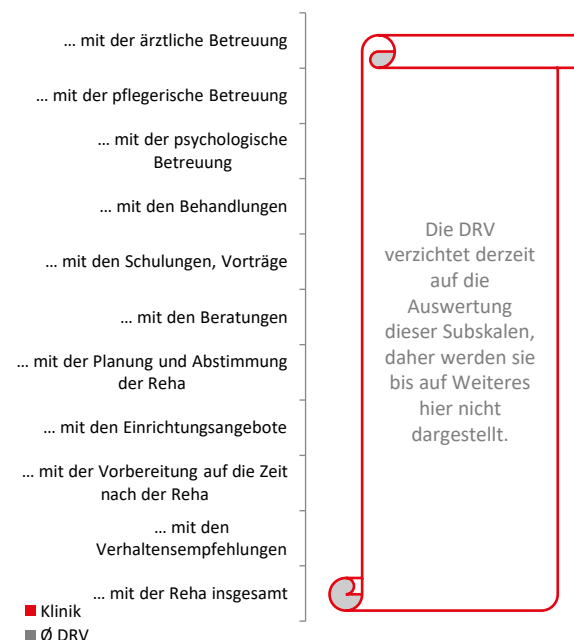 ... mit der ärztliche Betreuung
... mit der pflegerische Betreuung
... mit der psychologische
Betreuung
... mit den Behandlungen
... mit den Schulungen, Vorträge
... mit den Beratungen
... mit der Planung und Abstimmung
der Reha
... mit den Einrichtungsangebote
... mit der Vorbereitung auf die Zeit
nach der Reha
... mit den
Verhaltensempfehlungen
... mit der Reha insgesamt
Klinik
Ø DRV
Die DRV
verzichtet derzeit
auf die
Auswertung
dieser Subskalen,
daher werden sie
bis auf Weiteres
hier nicht
dargestellt.